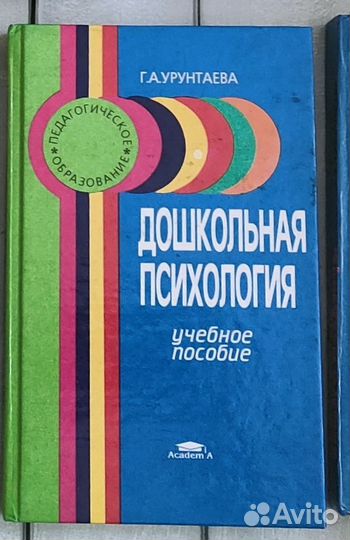 Г.А.УРУНТАЕВА
ПЕДАГОГИЧЕСКОЕ
ОБРАЗОВАНИЕ
ДОШКОЛЬНАЯ
ПСИХОЛОГИЯ
учебное
пособие
Academ'A
Avito